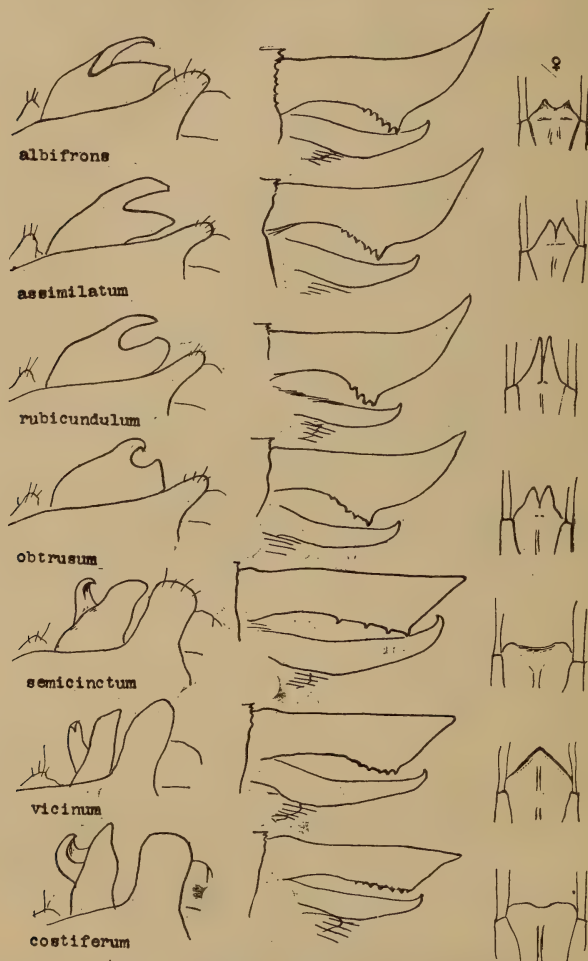 ♀
albifrons
assimilatum
rubicundulum
obtrusum
semicinctum
vicinum
costiferum